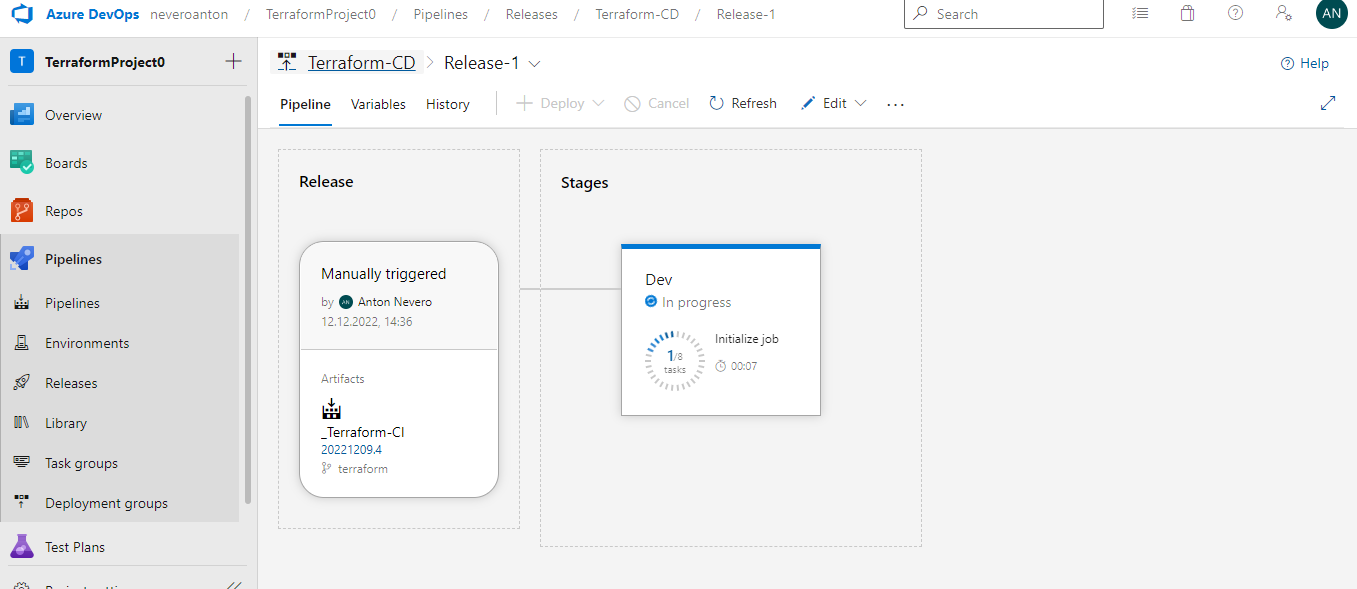 Azure DevOps neveroanton / TerraformProject0 / Pipelines / Releases / Terraform-CD / Release-1
Search
AN
T TerraformProject0
Overview
Boards
Repos
Pipelines
Pipelines
Environments
Releases
Library
Task groups
Deployment groups
Test Plans
Terraform-CD > Release-1
Help
Pipeline Variables History Deploy Cancel Refresh Edit ...
Release
Manually triggered
by AN Anton Nevero
12.12.2022, 14:36
Artifacts
_Terraform-CI
20221209.4
terraform
Stages
Dev
In progress
1/8
tasks
Initialize job
00:07